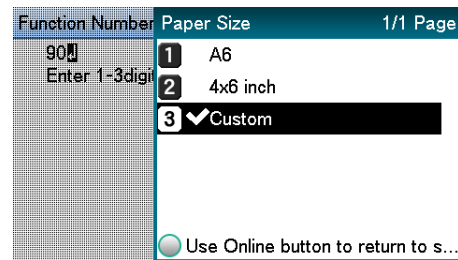 Function Number
90
Enter 1-3digi
Paper Size 1/1 Page
1 A6
2 4x6 inch
3 Custom
Use Online button to return to s...